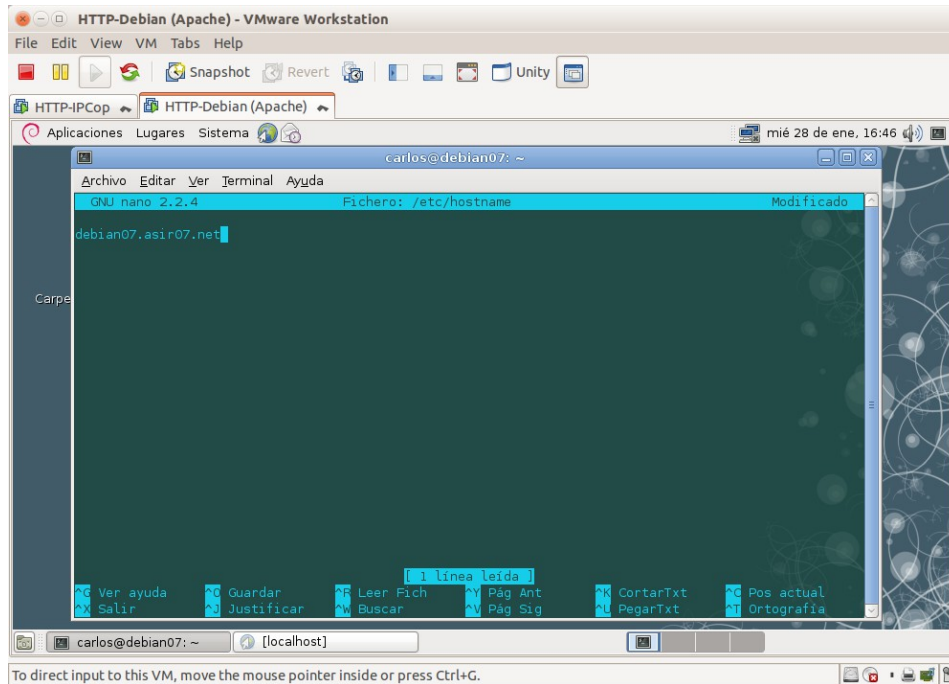 HTTP-Debian (Apache) - VMware Workstation
File Edit View VM Tabs Help
Snapshot Revert Unity
HTTP-IPCop HTTP-Debian (Apache)
Aplicaciones Lugares Sistema mié 28 de ene, 16:46
carlos@debian07: ~
Archivo Editar Ver Terminal Ayuda
GNU nano 2.2.4 Fichero: /etc/hostname Modificado
debian07.asir07.net
Carpe
[ 1 línea leída ]
^G Ver ayuda ^O Guardar ^R Leer Fich ^Y Pág Ant ^K CortarTxt ^C Pos actual
^X Salir ^J Justificar ^W Buscar ^V Pág Sig ^U PegarTxt ^T Ortografía
carlos@debian07: ~ [localhost]
To direct input to this VM, move the mouse pointer inside or press Ctrl+G.